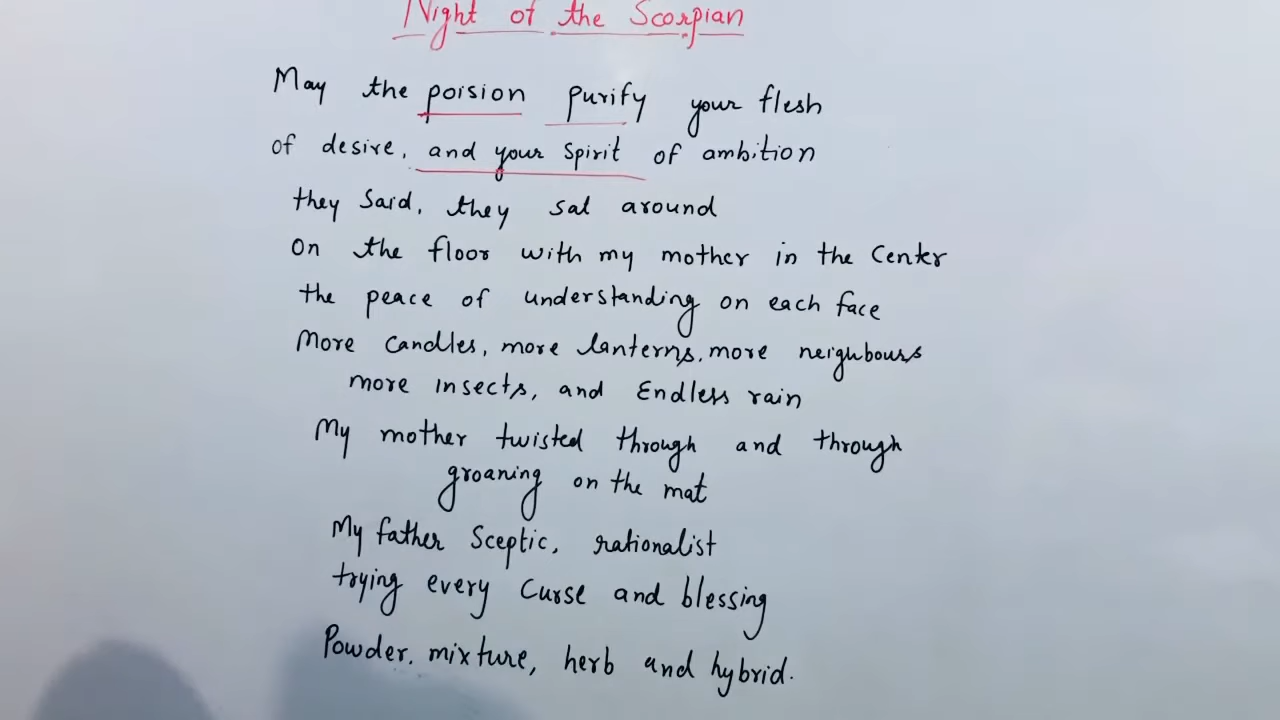 Night of the Scorpian
May the poision purify your flesh
of desire, and your Spirit of ambition
they Said, they sat around
on the floor with my mother in the Center
the peace of understanding on each face
More candles, more lanterns, more neighbours
more insects, and Endless rain
My mother twisted through and through
groaning on the mat
My father Sceptic, rationalist
trying every Curse and blessing
Powder, mixture, herb and hybrid.